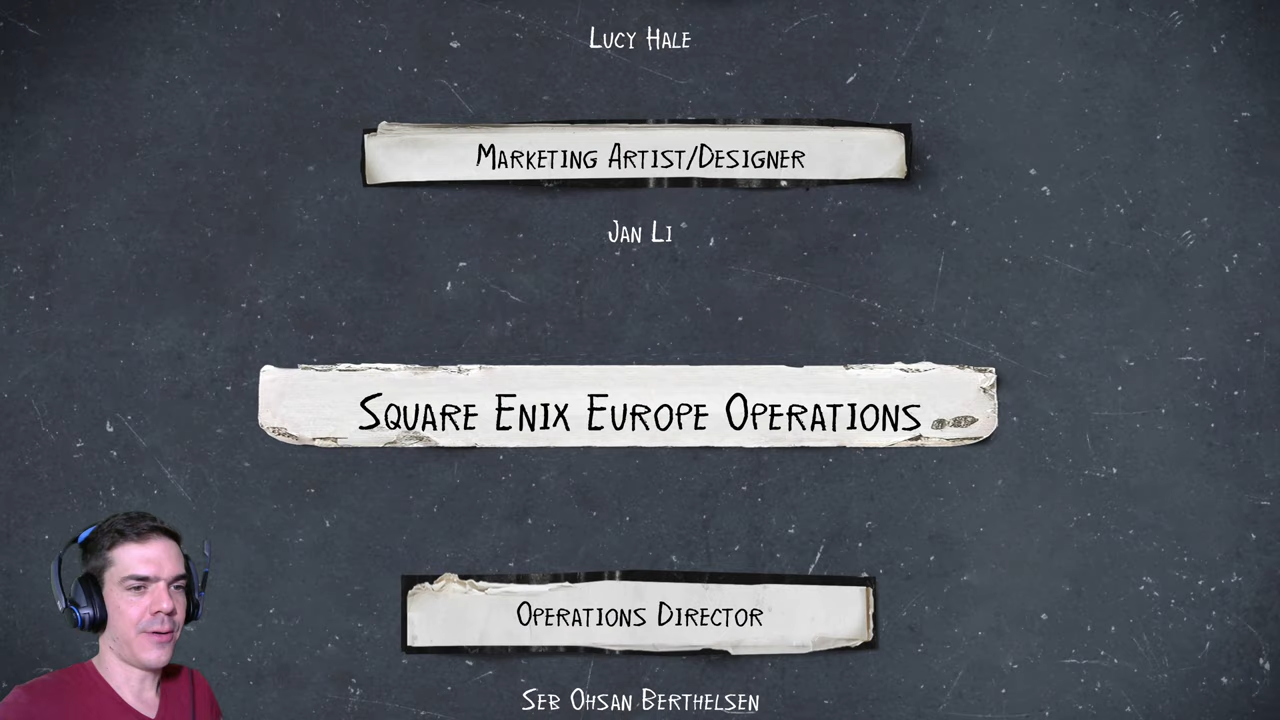 Lucy Hale
Marketing Artist/Designer
Jan Li
Square Enix Europe Operations
Operations Director
Seb Ohsan Berthelsen